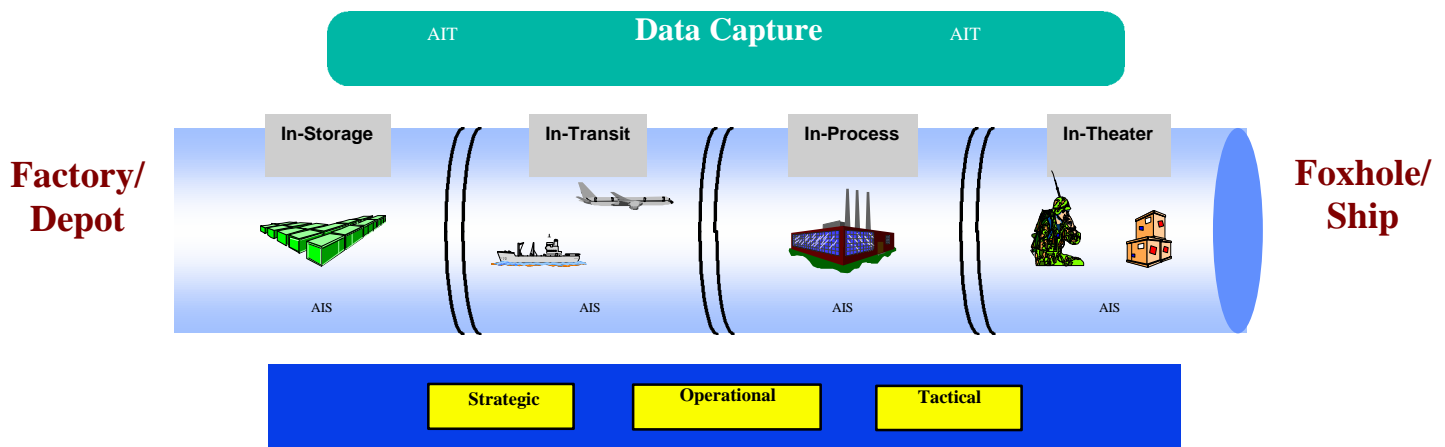 AIT Data Capture AIT
In-Storage In-Transit In-Process In-Theater
Factory/
Depot
Foxhole/
Ship
AIS AIS AIS AIS
Strategic Operational Tactical